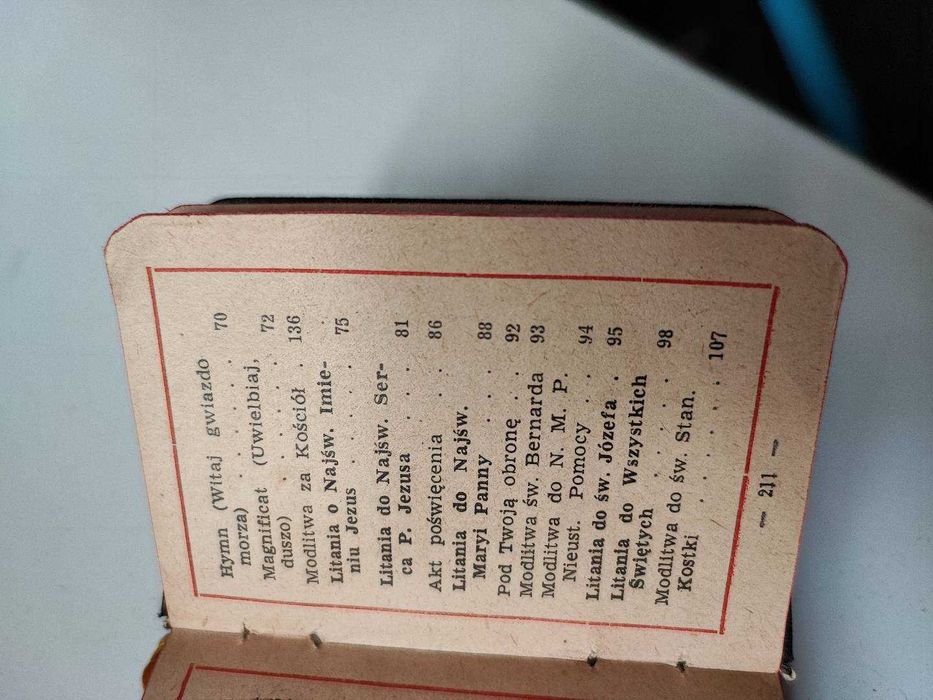 Hymn (Witaj gwiazdo
morza) . . . . . . 70
Magnificat (Uwielbiaj,
duszo) . . . . . . 72
Modlitwa za Kościół . 136
Litania o Najśw. Imie-
niu Jezus . . . . . 75
Litania do Najśw. Ser-
ca P. Jezusa . . . . 81
Akt poświęcenia . . . 86
Litania do Najśw.
Maryi Panny . . . . 88
Pod Twoją obronę . . 92
Modlitwa św. Bernarda 93
Modlitwa do N. M. P.
Nieust. Pomocy . . . 94
Litania do św. Józefa . 95
Litania do Wszystkich
Świętych . . . . . 98
Modlitwa do św. Stan.
Kostki . . . . . . 107
— 211 —